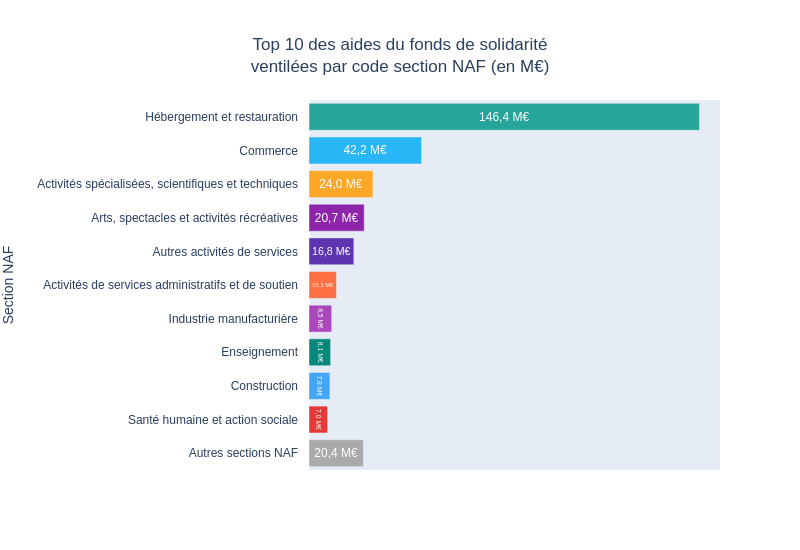 Top 10 des aides du fonds de solidarité
ventilées par code section NAF (en M€)
Section NAF
Hébergement et restauration 146,4 M€
Commerce 42,2 M€
Activités spécialisées, scientifiques et techniques 24,0 M€
Arts, spectacles et activités récréatives 20,7 M€
Autres activités de services 16,8 M€
Activités de services administratifs et de soutien 10,3 M€
Industrie manufacturière 8,5 M€
Enseignement 8,1 M€
Construction 7,8 M€
Santé humaine et action sociale 7,0 M€
Autres sections NAF 20,4 M€